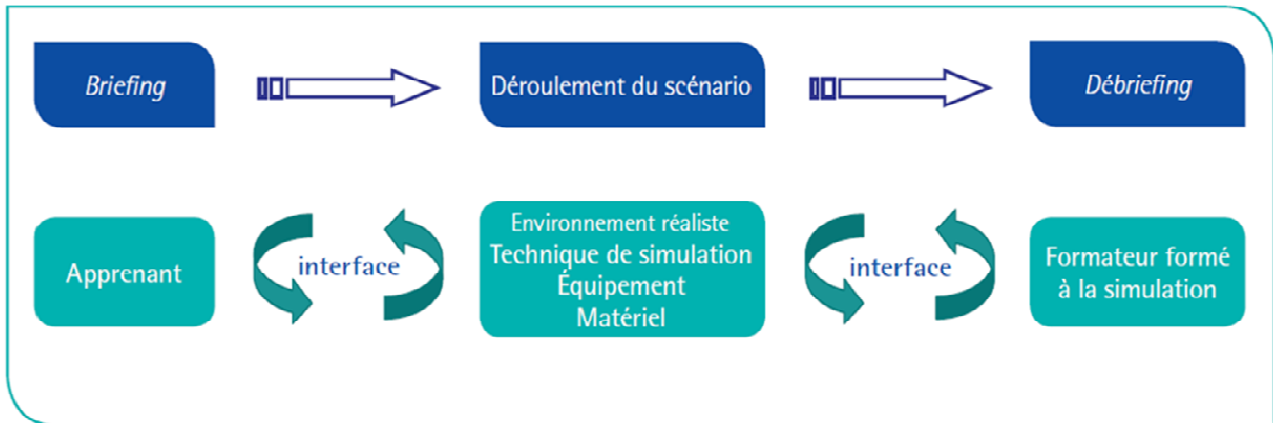 Briefing
Déroulement du scénario
Débriefing
Apprenant
interface
Environnement réaliste
Technique de simulation
Équipement
Matériel
interface
Formateur formé
à la simulation